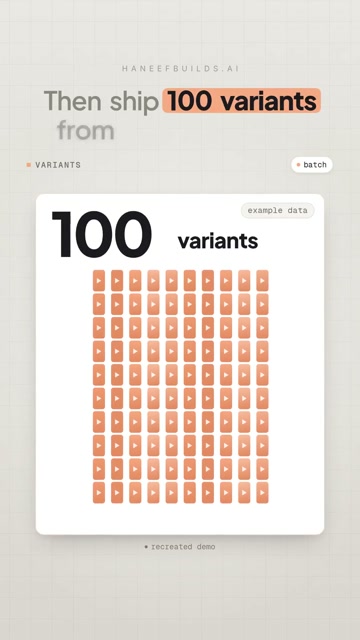 HANEEFBUILDS.AI
Then ship 100 variants
from
VARIANTS
batch
example data
100 variants
recreated demo